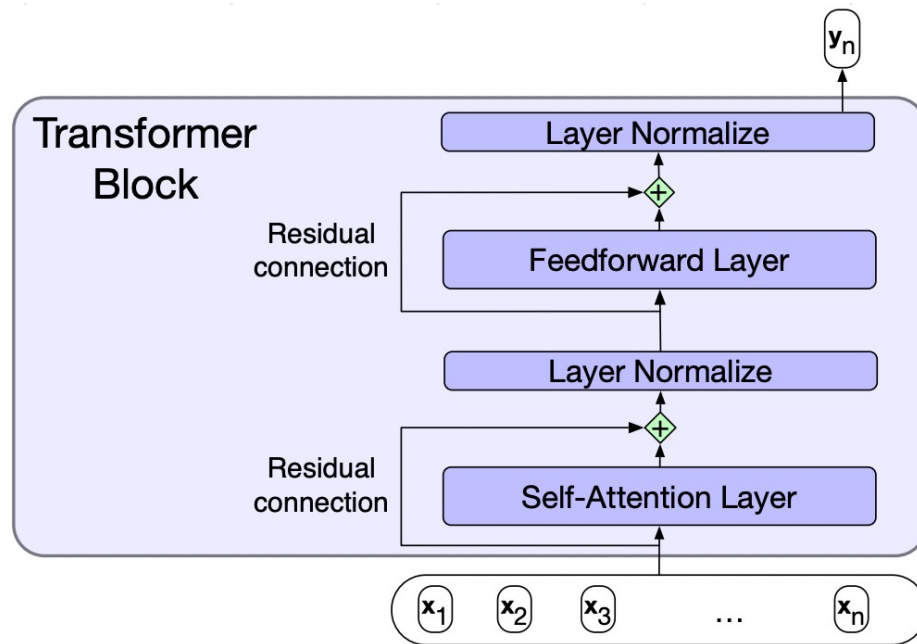 yn
Transformer
Block
Layer Normalize
+
Residual
connection
Feedforward Layer
Layer Normalize
+
Residual
connection
Self-Attention Layer
x1 x2 x3 ... xn